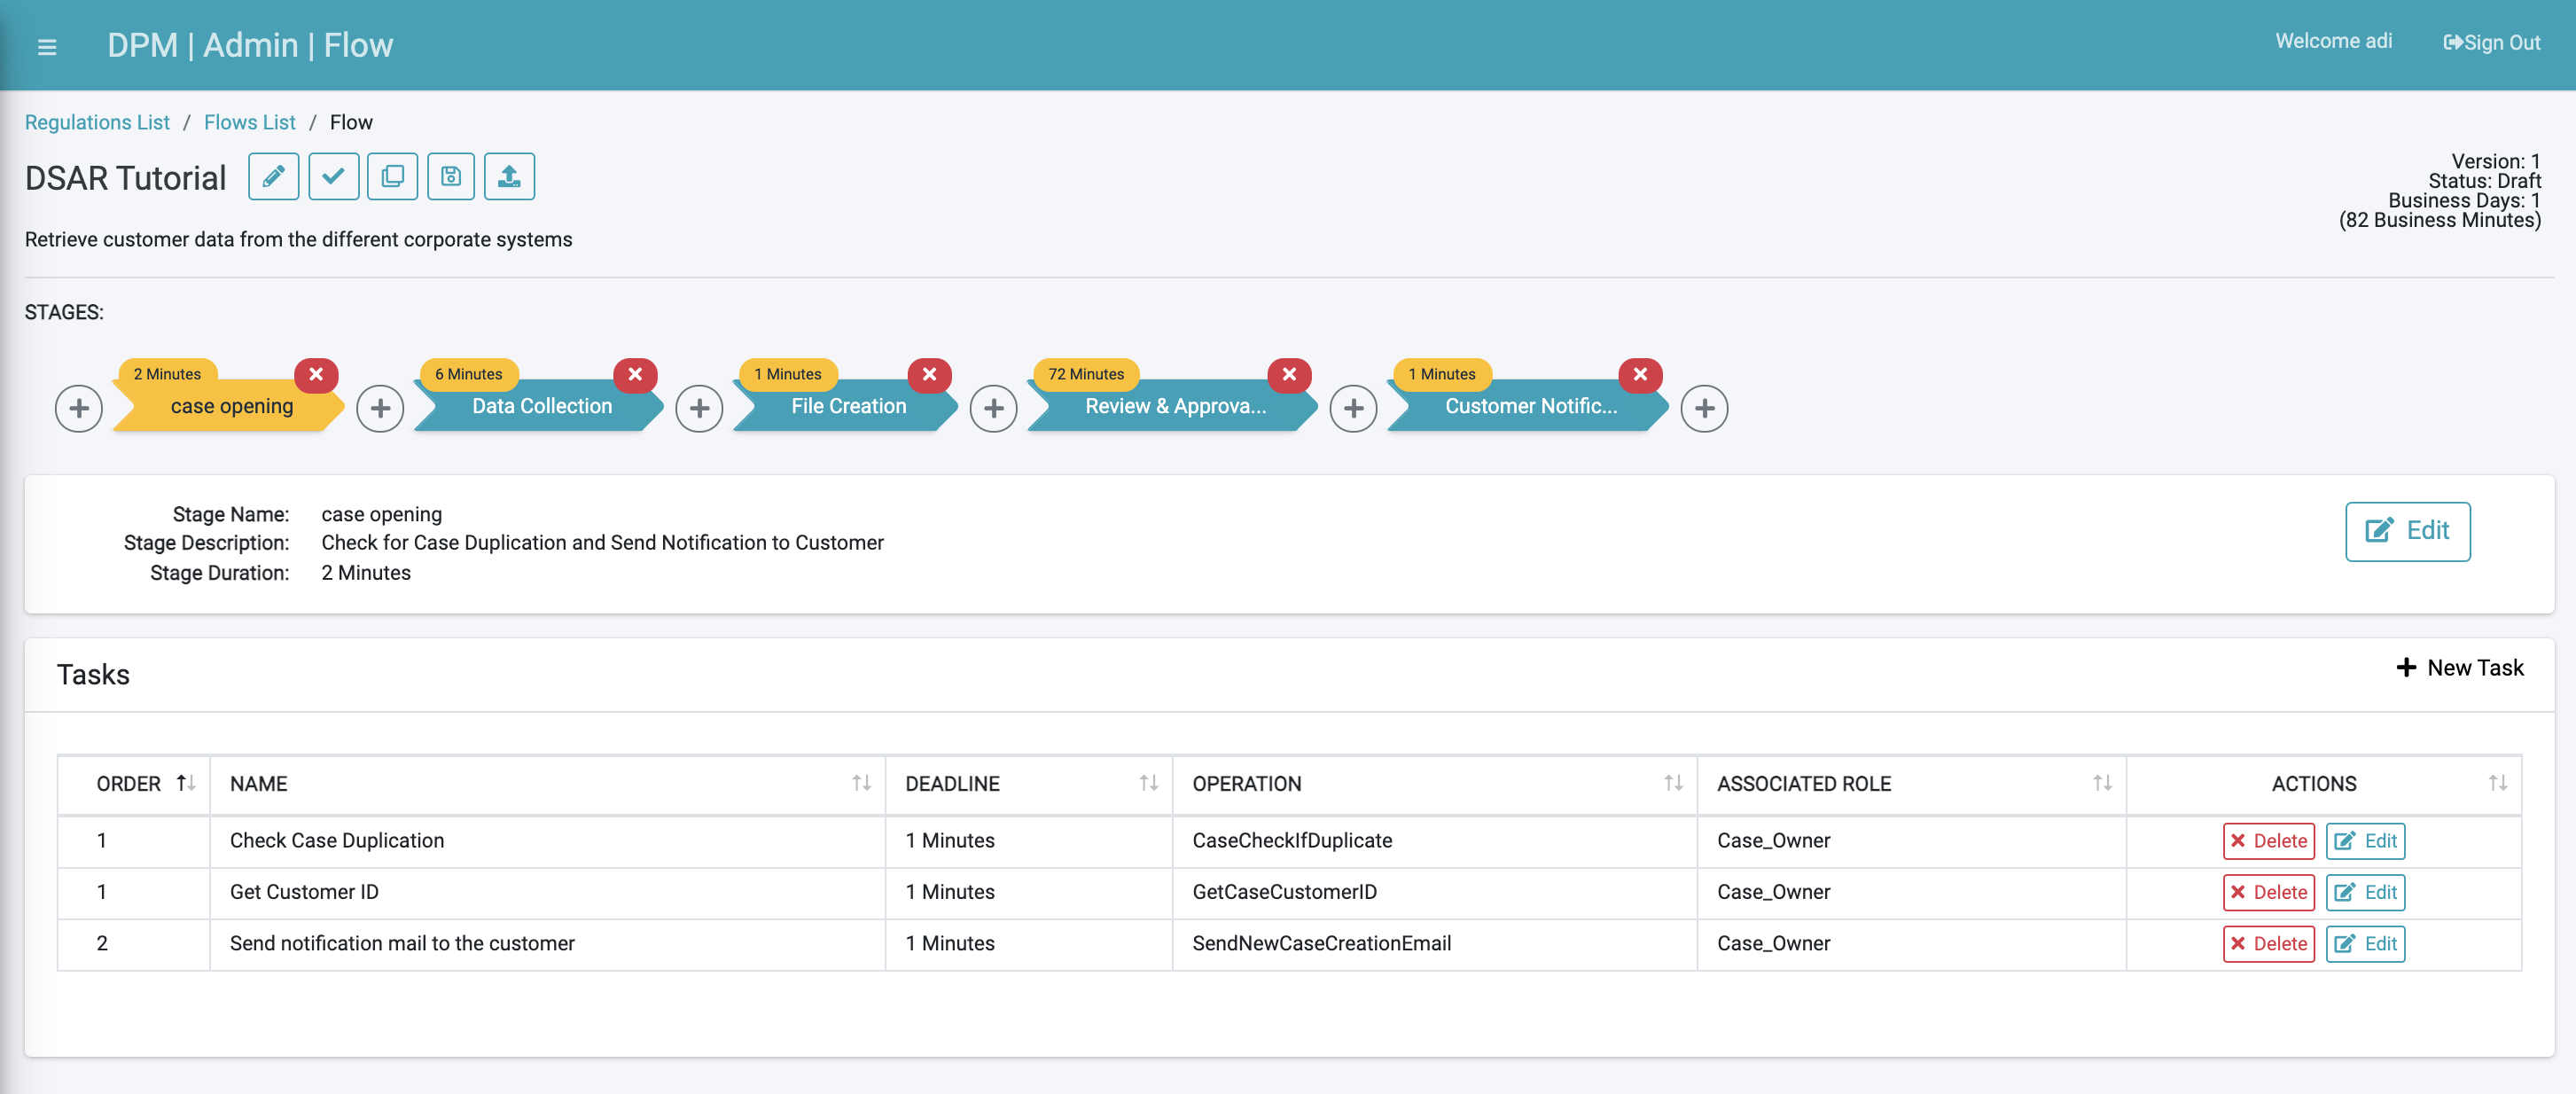 DPM | Admin | Flow
Welcome adi
Sign Out
Regulations List / Flows List / Flow
DSAR Tutorial
Version: 1
Status: Draft
Business Days: 1
(82 Business Minutes)
Retrieve customer data from the different corporate systems
STAGES:
2 Minutes
case opening
6 Minutes
Data Collection
1 Minutes
File Creation
72 Minutes
Review & Approva...
1 Minutes
Customer Notific...
Stage Name: case opening
Stage Description: Check for Case Duplication and Send Notification to Customer
Stage Duration: 2 Minutes
Edit
Tasks
New Task
ORDER NAME DEADLINE OPERATION ASSOCIATED ROLE ACTIONS
1 Check Case Duplication 1 Minutes CaseCheckIfDuplicate Case_Owner Delete Edit
1 Get Customer ID 1 Minutes GetCaseCustomerID Case_Owner Delete Edit
2 Send notification mail to the customer 1 Minutes SendNewCaseCreationEmail Case_Owner Delete Edit